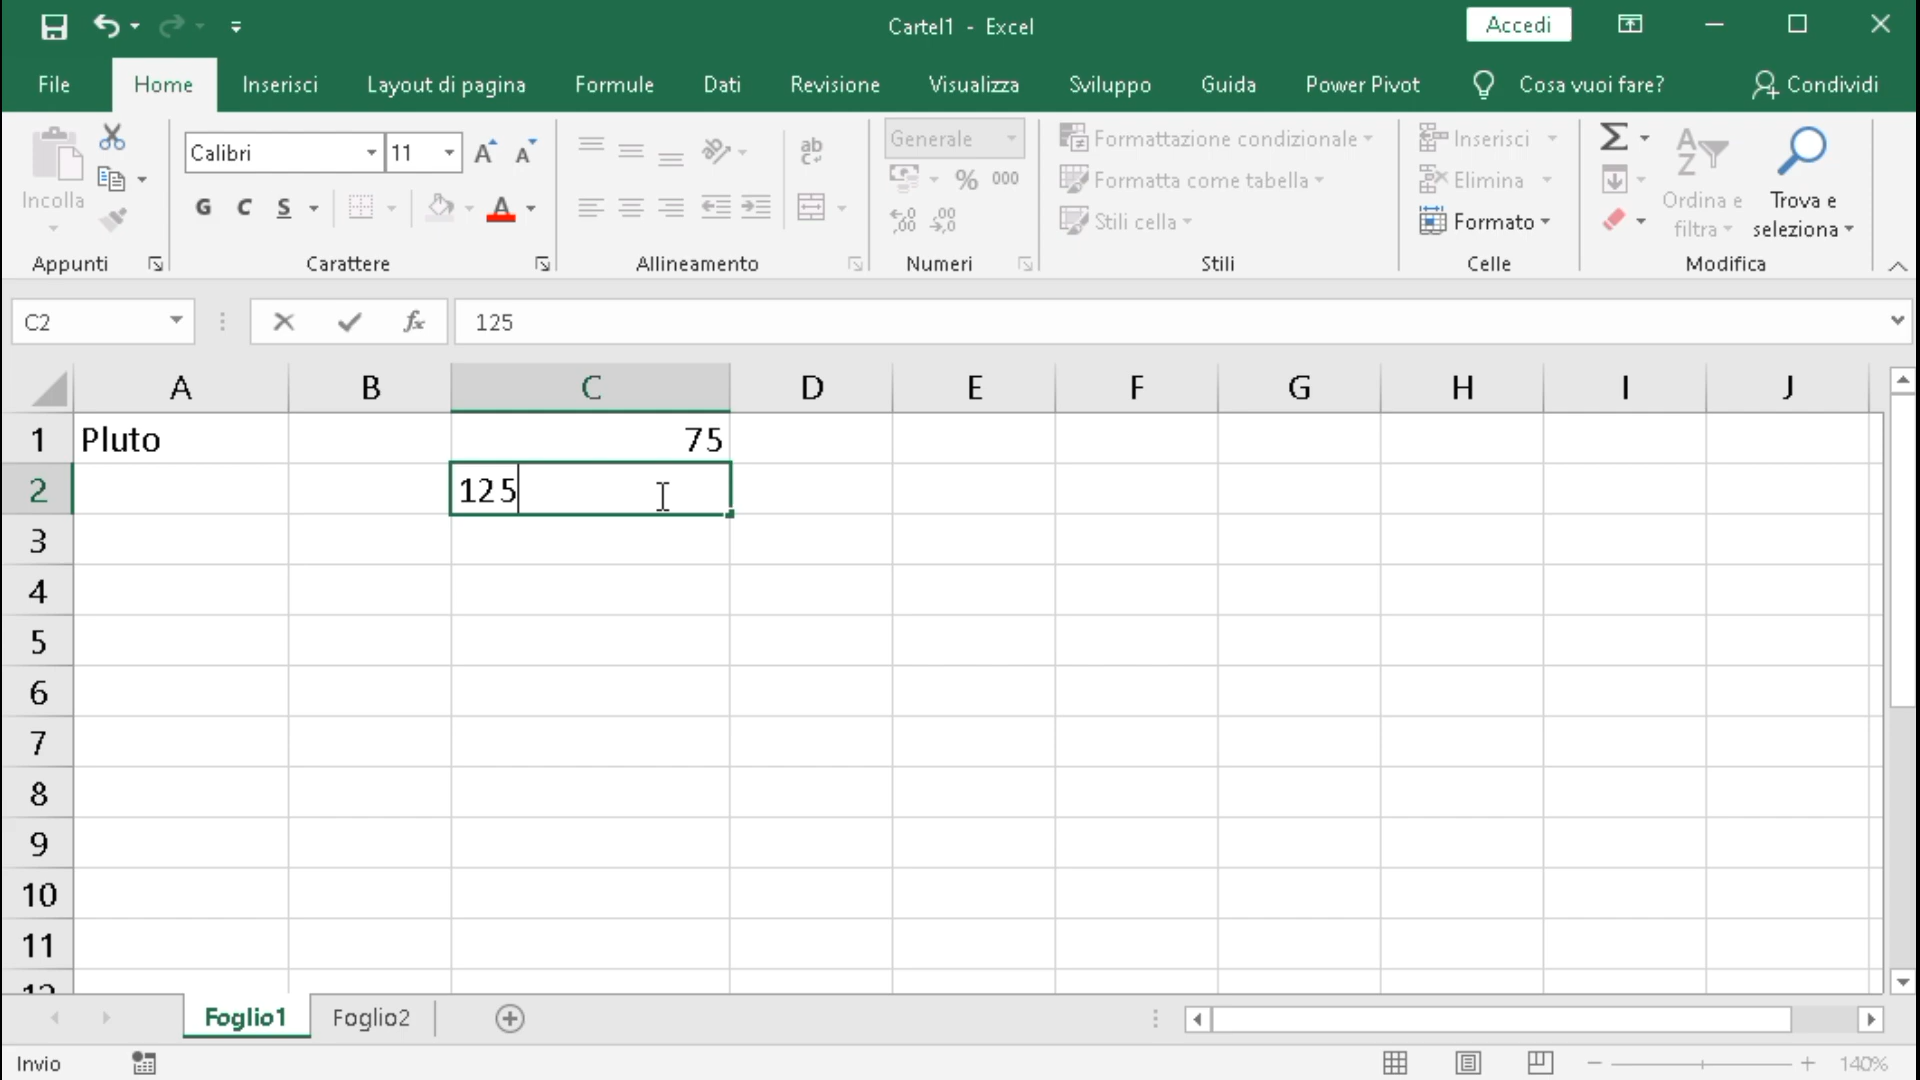 Cartel1 - Excel
Accedi
File Home Inserisci Layout di pagina Formule Dati Revisione Visualizza Sviluppo Guida Power Pivot Cosa vuoi fare? Condividi
Incolla
Calibri 11
G C S A
ab
Generale
% 000
Formattazione condizionale
Formatta come tabella
Stili cella
Inserisci
Elimina
Formato
Σ
Ordina e filtra
Trova e seleziona
Appunti Carattere Allineamento Numeri Stili Celle Modifica
C2 fx 125
A B C D E F G H I J
1 Pluto 75
2 125
3
4
5
6
7
8
9
10
11
12
Foglio1 Foglio2
Invio 140%